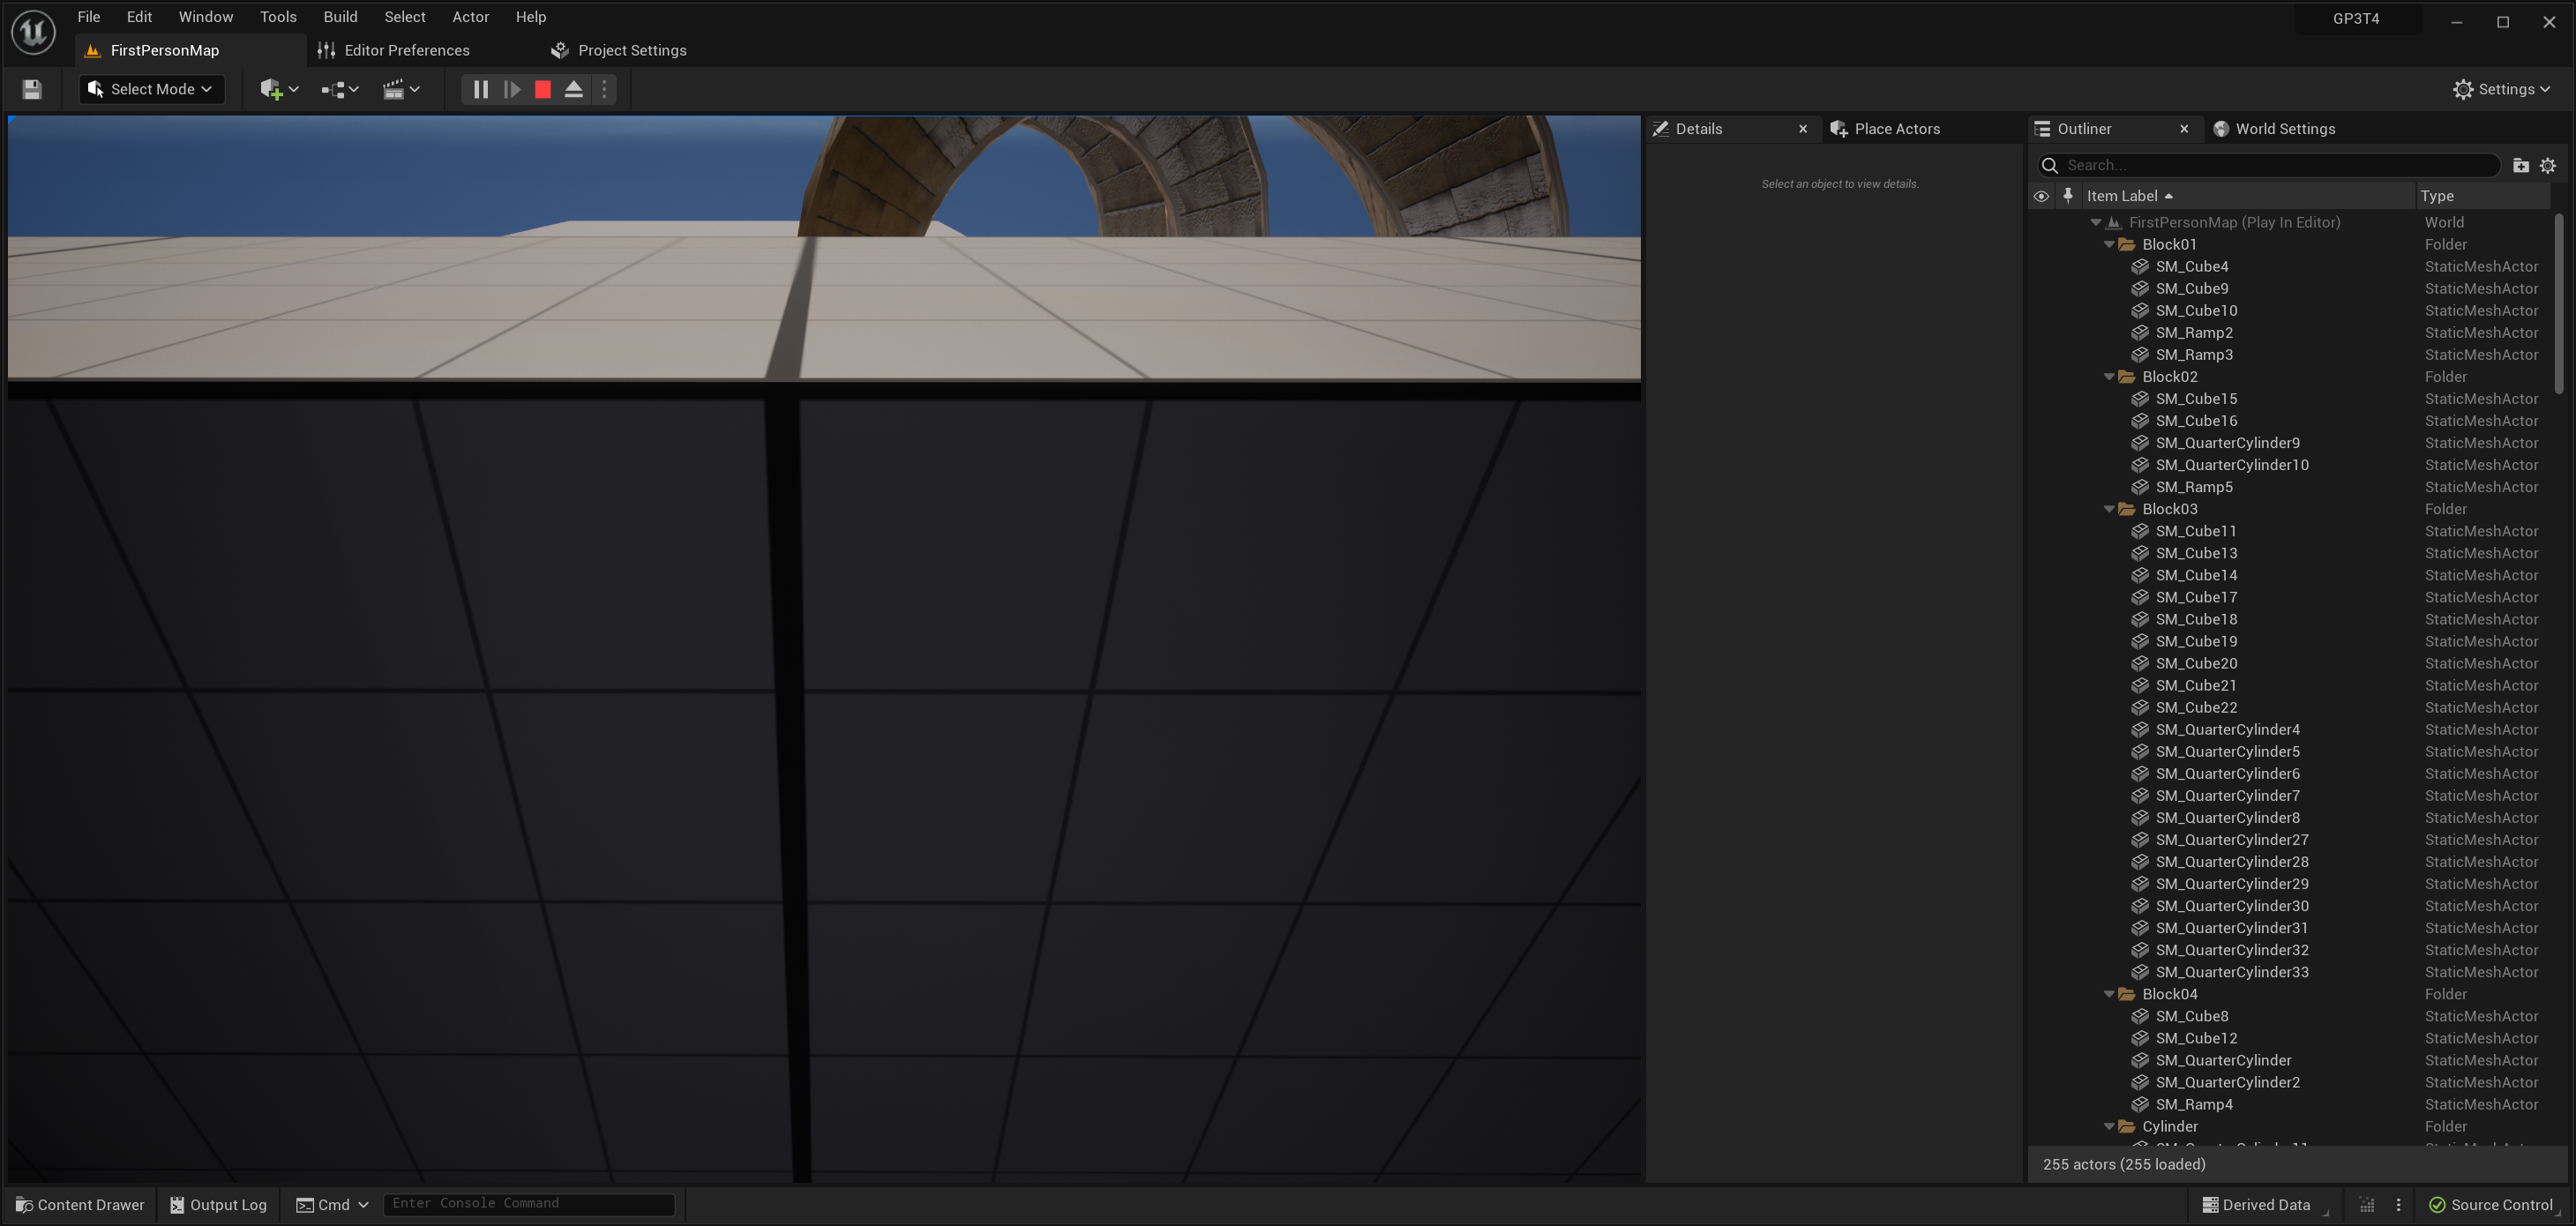 File Edit Window Tools Build Select Actor Help
GP3T4
FirstPersonMap Editor Preferences Project Settings
Select Mode
Settings
Details Place Actors
Select an object to view details.
Outliner World Settings
Search...
Item Label Type
FirstPersonMap (Play In Editor) World
Block01 Folder
SM_Cube4 StaticMeshActor
SM_Cube9 StaticMeshActor
SM_Cube10 StaticMeshActor
SM_Ramp2 StaticMeshActor
SM_Ramp3 StaticMeshActor
Block02 Folder
SM_Cube15 StaticMeshActor
SM_Cube16 StaticMeshActor
SM_QuarterCylinder9 StaticMeshActor
SM_QuarterCylinder10 StaticMeshActor
SM_Ramp5 StaticMeshActor
Block03 Folder
SM_Cube11 StaticMeshActor
SM_Cube13 StaticMeshActor
SM_Cube14 StaticMeshActor
SM_Cube17 StaticMeshActor
SM_Cube18 StaticMeshActor
SM_Cube19 StaticMeshActor
SM_Cube20 StaticMeshActor
SM_Cube21 StaticMeshActor
SM_Cube22 StaticMeshActor
SM_QuarterCylinder4 StaticMeshActor
SM_QuarterCylinder5 StaticMeshActor
SM_QuarterCylinder6 StaticMeshActor
SM_QuarterCylinder7 StaticMeshActor
SM_QuarterCylinder8 StaticMeshActor
SM_QuarterCylinder27 StaticMeshActor
SM_QuarterCylinder28 StaticMeshActor
SM_QuarterCylinder29 StaticMeshActor
SM_QuarterCylinder30 StaticMeshActor
SM_QuarterCylinder31 StaticMeshActor
SM_QuarterCylinder32 StaticMeshActor
SM_QuarterCylinder33 StaticMeshActor
Block04 Folder
SM_Cube8 StaticMeshActor
SM_Cube12 StaticMeshActor
SM_QuarterCylinder StaticMeshActor
SM_QuarterCylinder2 StaticMeshActor
SM_Ramp4 StaticMeshActor
Cylinder Folder
255 actors (255 loaded)
Content Drawer Output Log Cmd Enter Console Command
Derived Data Source Control